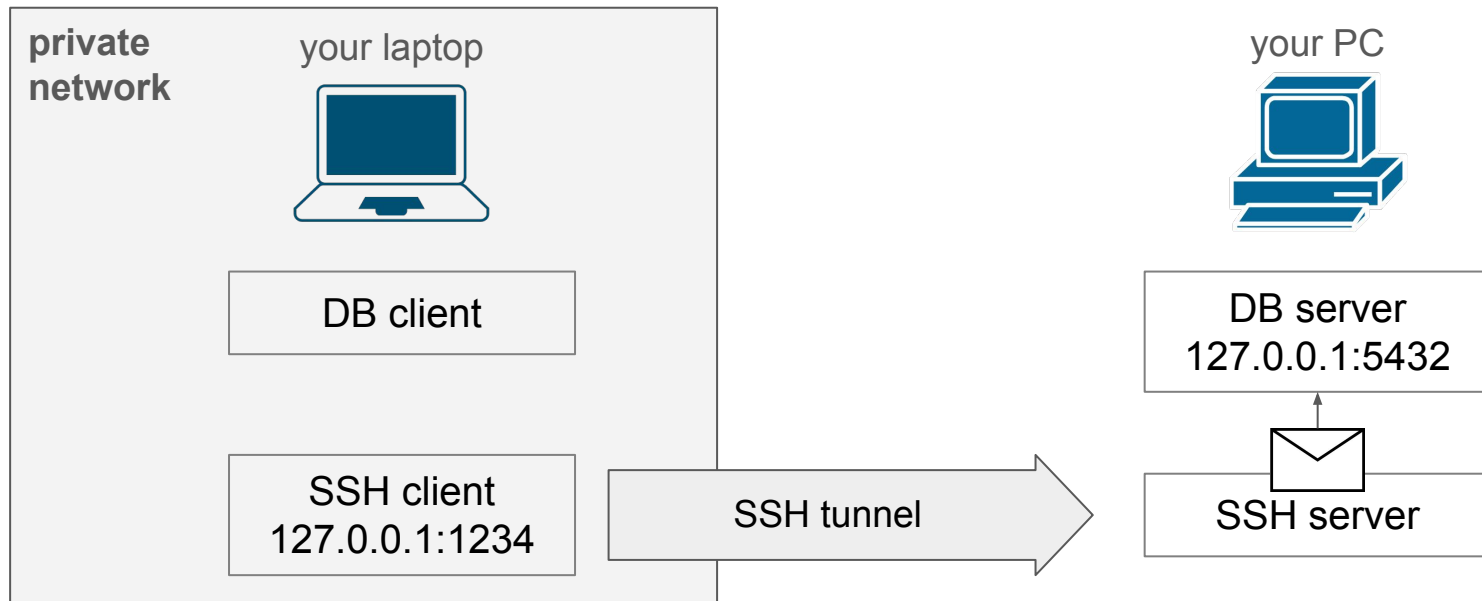 private
network
your laptop
your PC
DB client
DB server
127.0.0.1:5432
SSH client
127.0.0.1:1234
SSH tunnel
SSH server